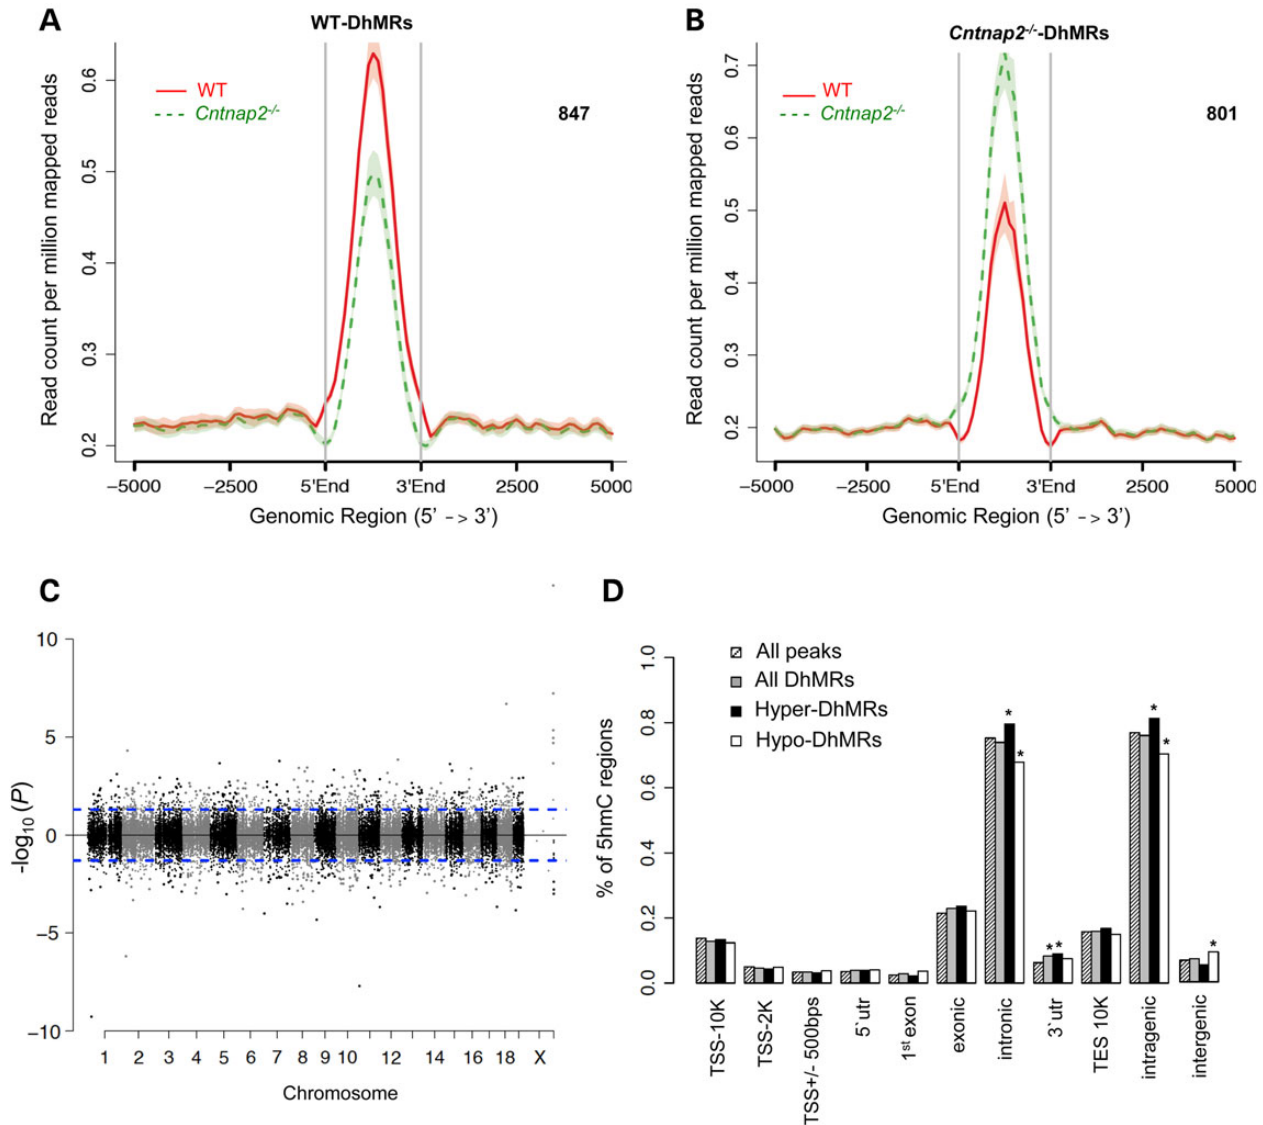 A
WT-DhMRs
Read count per million mapped reads
0.6
0.5
0.4
0.3
0.2
WT
Cntnap2-/-
847
−5000
−2500
5'End
3'End
2500
5000
Genomic Region (5' -> 3')
B
Cntnap2-/--DhMRs
Read count per million mapped reads
0.7
0.6
0.5
0.4
0.3
0.2
WT
Cntnap2-/-
801
−5000
−2500
5'End
3'End
2500
5000
Genomic Region (5' -> 3')
C
-log10(P)
10
5
0
−5
−10
1 2 3 4 5 6 7 8 9 10 12 14 16 18 X
Chromosome
D
% of 5hmC regions
1.0
0.8
0.6
0.4
0.2
0.0
All peaks
All DhMRs
Hyper-DhMRs
Hypo-DhMRs
* * * * * * *
TSS-10K
TSS-2K
TSS+/- 500bps
5`utr
1st exon
exonic
intronic
3`utr
TES 10K
intragenic
intergenic